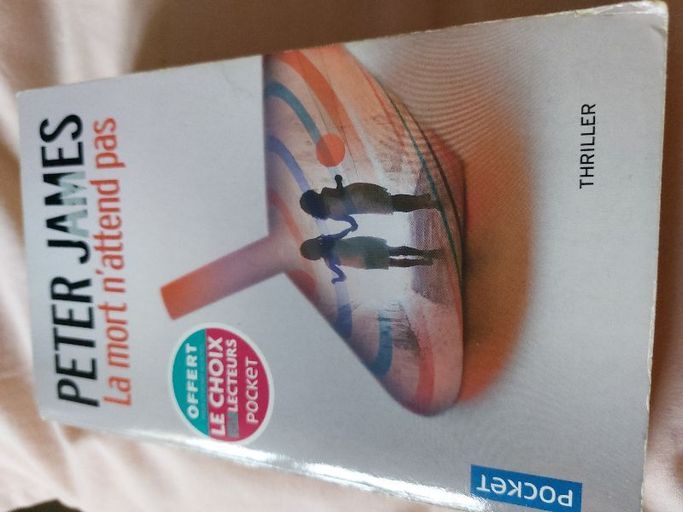 PETER JAMES
La mort n'attend pas
OFFERT
LE CHOIX
LECTEURS
POCKET
THRILLER
POCKET